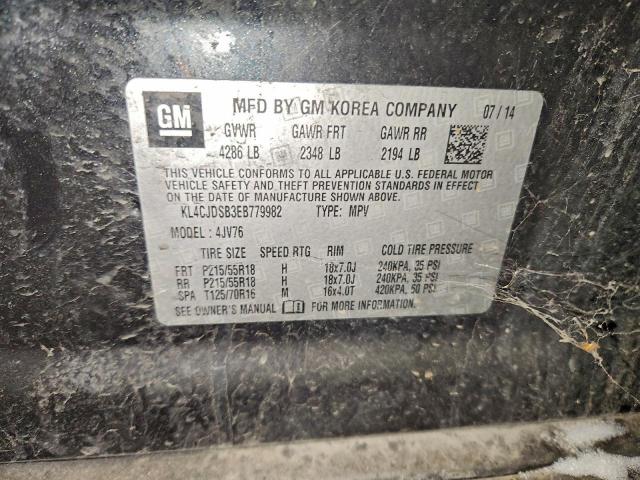 GM MFD BY GM KOREA COMPANY 07/14
GVWR GAWR FRT GAWR RR
4286 LB 2348 LB 2194 LB
THIS VEHICLE CONFORMS TO ALL APPLICABLE U.S. FEDERAL MOTOR
VEHICLE SAFETY AND THEFT PREVENTION STANDARDS IN EFFECT
ON THE DATE OF MANUFACTURE SHOWN ABOVE.
KL4CJDSB3EB779982 TYPE: MPV
MODEL: 4JV76
TIRE SIZE SPEED RTG RIM COLD TIRE PRESSURE
FRT P215/55R18 H 18x7.0J 240KPA, 35 PSI
RR P215/55R18 H 18x7.0J 240KPA, 35 PSI
SPA T125/70R16 M 16x4.0T 420KPA, 60 PSI
SEE OWNER'S MANUAL FOR MORE INFORMATION.